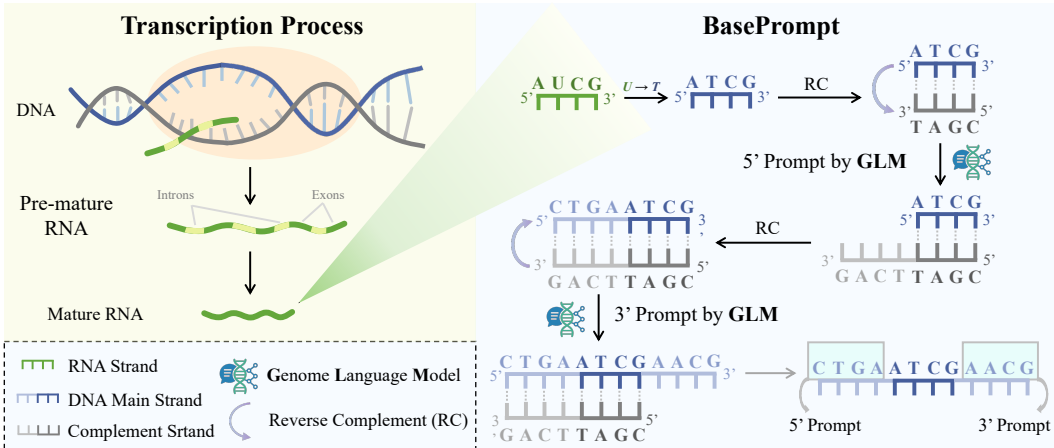 Transcription Process
DNA
Pre-mature
RNA
Introns
Exons
Mature RNA
RNA Strand
DNA Main Strand
Complement Srtand
Genome Language Model
Reverse Complement (RC)
BasePrompt
A U C G
5’
3’
U → T
A T C G
5’
3’
RC
A T C G
5’
3’
3’
5’
T A G C
5’ Prompt by GLM
A T C G
5’
3’
3’
5’
G A C T T A G C
RC
C T G A A T C G
5’
3
’
3’
5’
G A C T T A G C
3’ Prompt by GLM
C T G A A T C G A A C G
5’
3’
3
’
5’
G A C T T A G C
C T G A A T C G A A C G
5’ Prompt
3’ Prompt